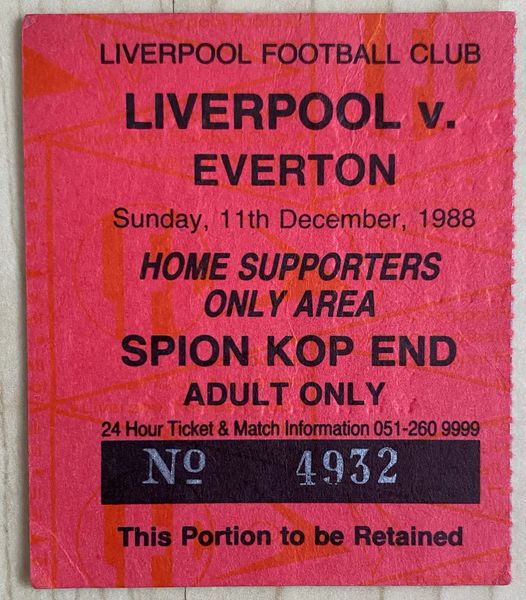 LIVERPOOL FOOTBALL CLUB
LIVERPOOL v.
EVERTON
Sunday, 11th December, 1988
HOME SUPPORTERS
ONLY AREA
SPION KOP END
ADULT ONLY
24 Hour Ticket & Match Information 051-260 9999
Nº 4932
This Portion to be Retained